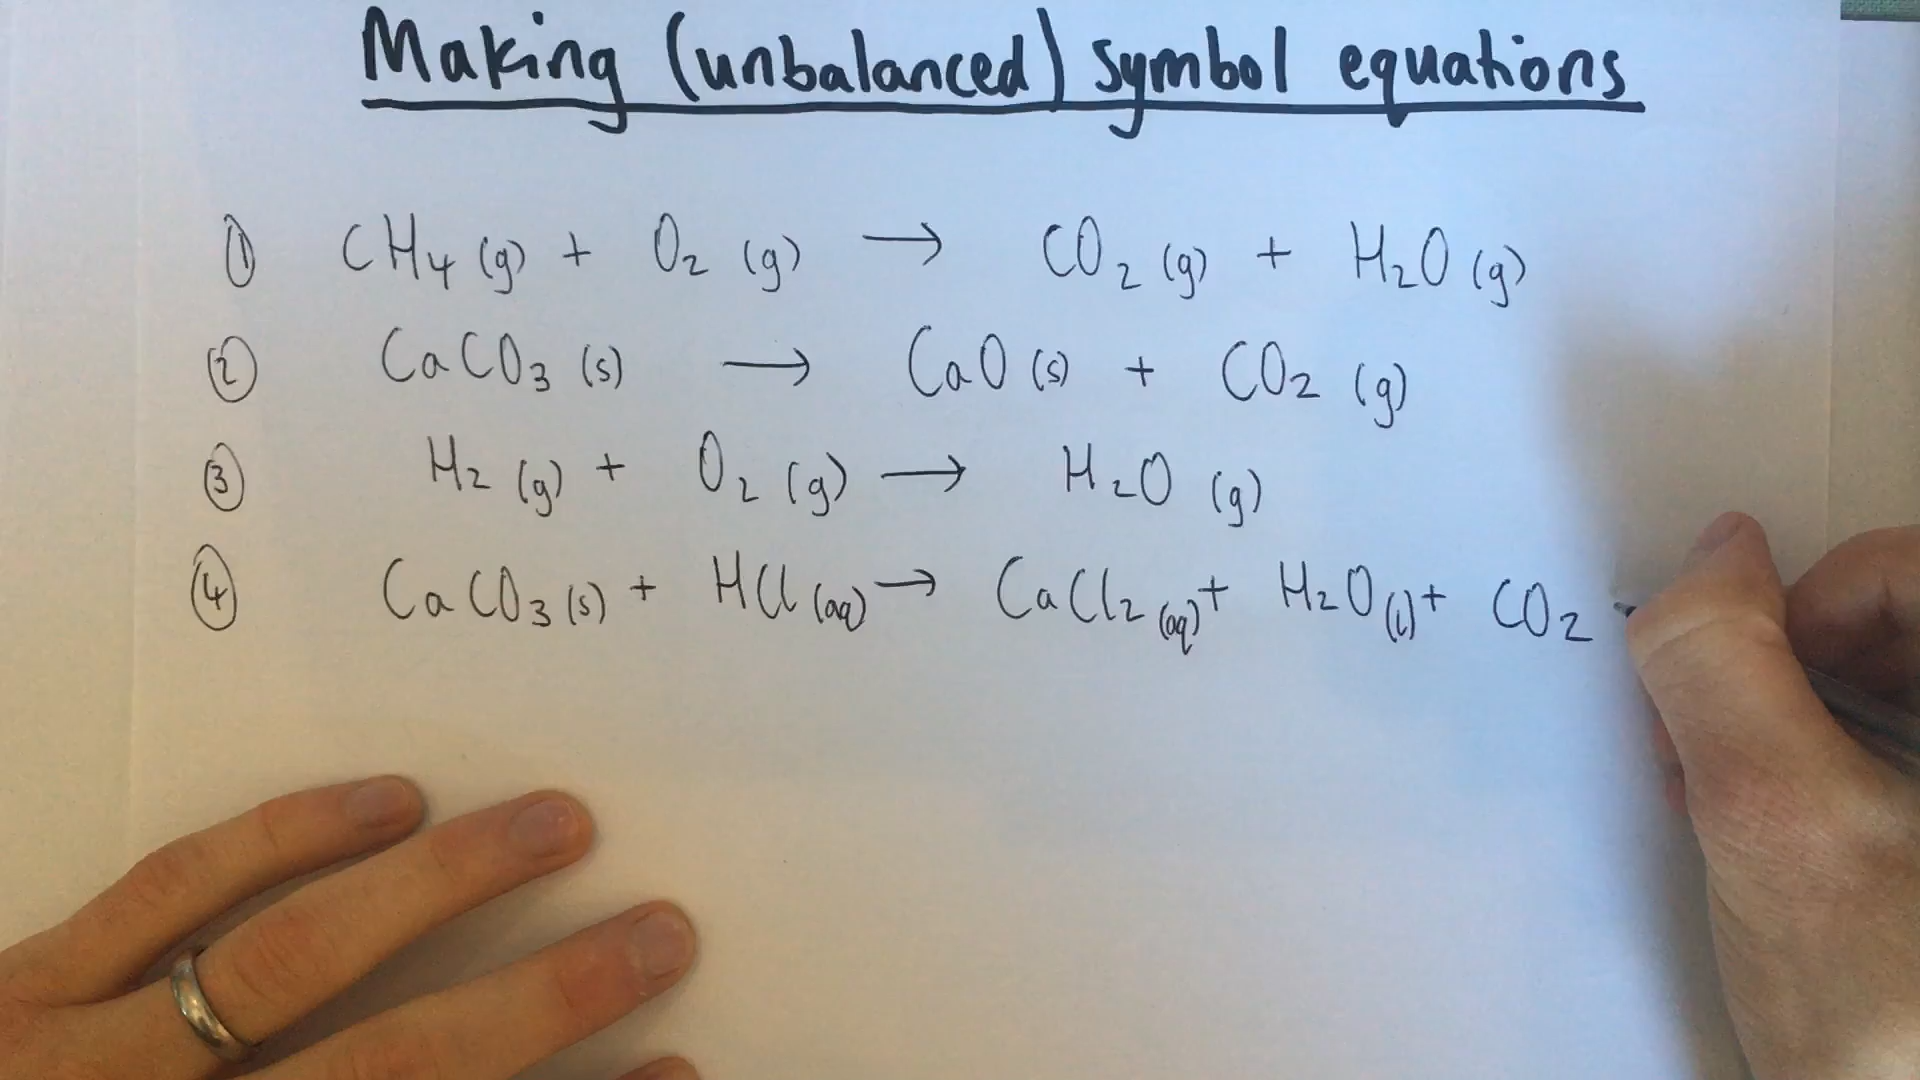 Making (unbalanced) symbol equations
① CH₄ (g) + O₂ (g) → CO₂ (g) + H₂O (g)
② CaCO₃ (s) → CaO (s) + CO₂ (g)
③ H₂ (g) + O₂ (g) → H₂O (g)
④ CaCO₃ (s) + HCl (aq) → CaCl₂ (aq) + H₂O (l) + CO₂